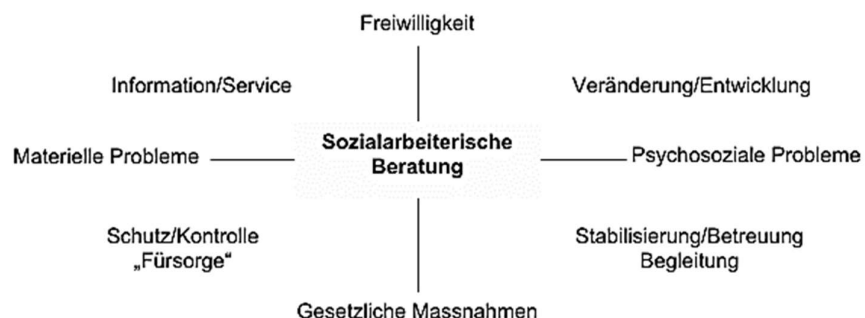 Freiwilligkeit
Information/Service
Veränderung/Entwicklung
Sozialarbeiterische
Beratung
Materielle Probleme
Psychosoziale Probleme
Schutz/Kontrolle
„Fürsorge“
Stabilisierung/Betreuung
Begleitung
Gesetzliche Massnahmen